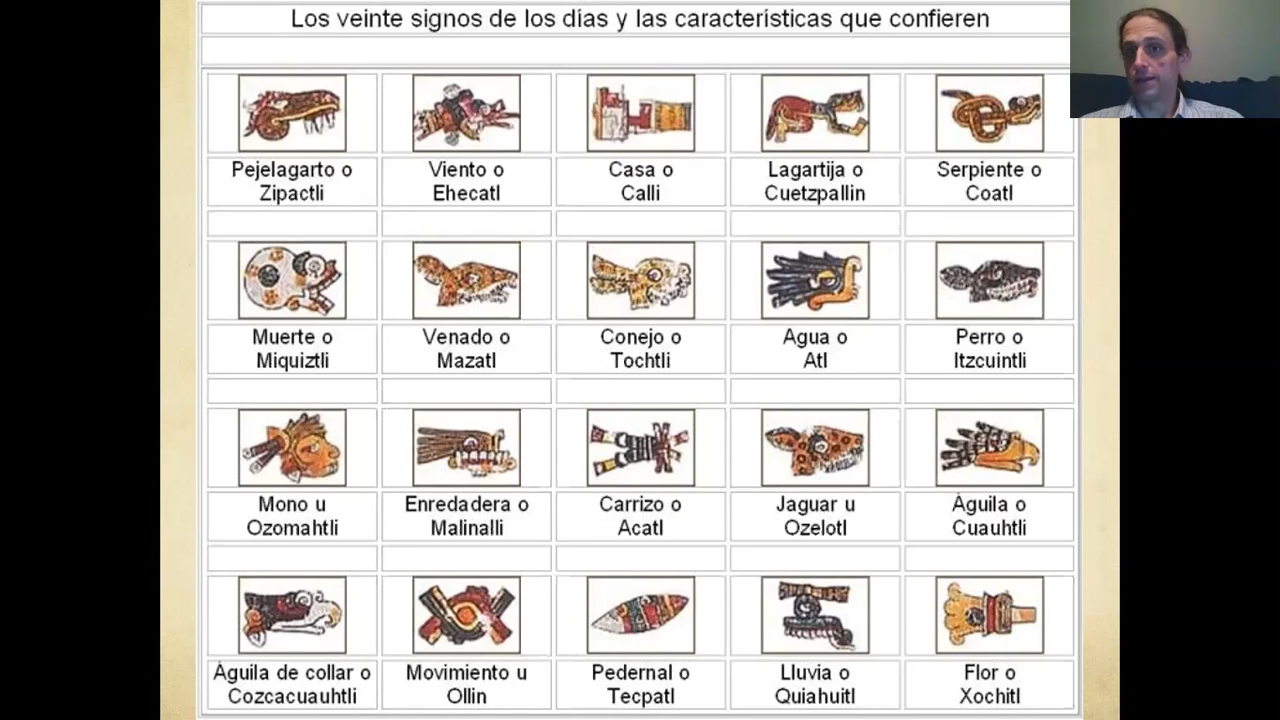 Los veinte signos de los días y las características que confieren
Pejelagarto o
Zipactli
Viento o
Ehecatl
Casa o
Calli
Lagartija o
Cuetzpallin
Serpiente o
Coatl
Muerte o
Miquiztli
Venado o
Mazatl
Conejo o
Tochtli
Agua o
Atl
Perro o
Itzcuintli
Mono u
Ozomahtli
Enredadera o
Malinalli
Carrizo o
Acatl
Jaguar u
Ozelotl
Águila o
Cuauhtli
Águila de collar o
Cozcacuauhtli
Movimiento u
Ollin
Pedernal o
Tecpatl
Lluvia o
Quiahuitl
Flor o
Xochitl